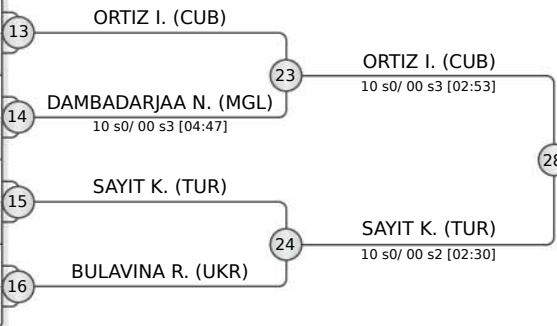 13
ORTIZ I. (CUB)
23
ORTIZ I. (CUB)
10 s0/ 00 s3 [02:53]
14
DAMBADARJAA N. (MGL)
10 s0/ 00 s3 [04:47]
28
15
SAYIT K. (TUR)
24
SAYIT K. (TUR)
10 s0/ 00 s2 [02:30]
16
BULAVINA R. (UKR)